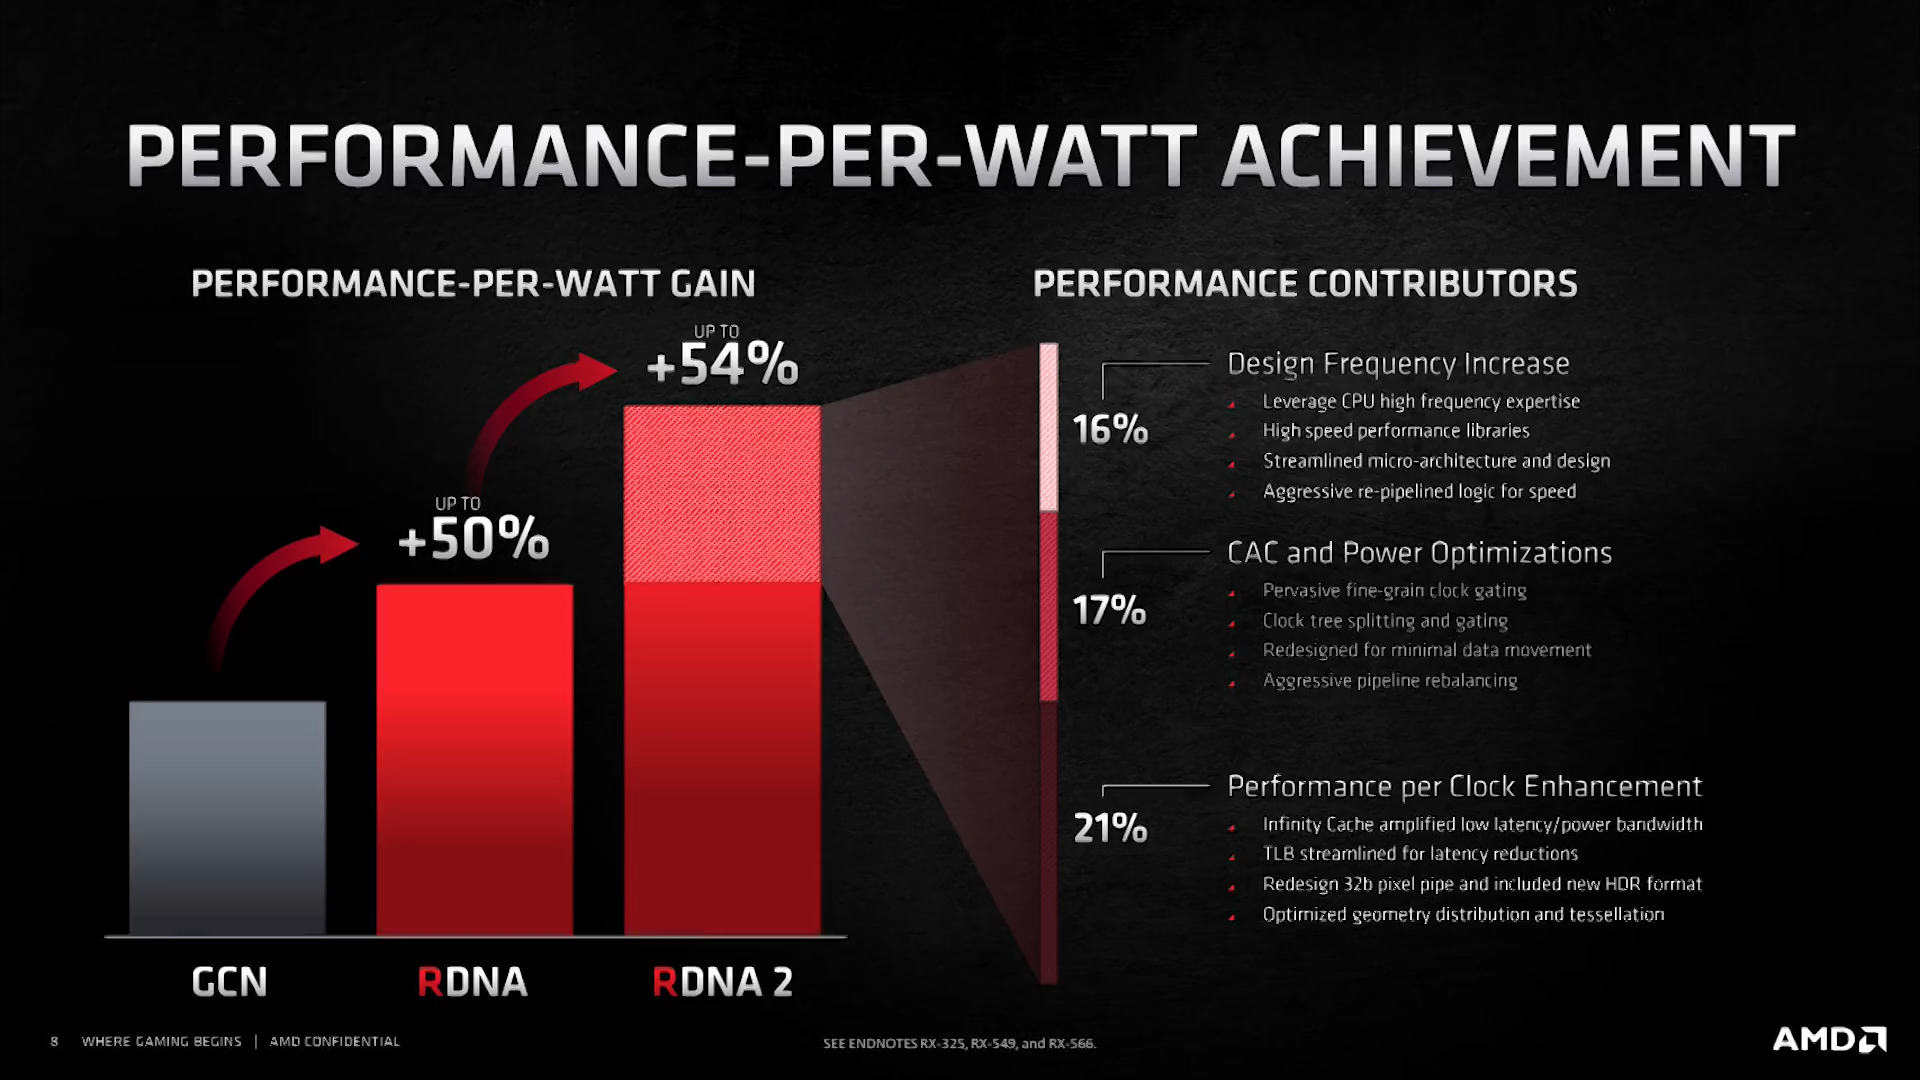 PERFORMANCE-PER-WATT ACHIEVEMENT
PERFORMANCE-PER-WATT GAIN
UP TO
+54%
UP TO
+50%
GCN
RDNA
RDNA 2
PERFORMANCE CONTRIBUTORS
16%
Design Frequency Increase
Leverage CPU high frequency expertise
High speed performance libraries
Streamlined micro-architecture and design
Aggressive re-pipelined logic for speed
17%
CAC and Power Optimizations
Pervasive fine-grain clock gating
Clock tree splitting and gating
Redesigned for minimal data movement
Aggressive pipeline rebalancing
21%
Performance per Clock Enhancement
Infinity Cache amplified low latency/power bandwidth
TLB streamlined for latency reductions
Redesign 32b pixel pipe and included new HDR format
Optimized geometry distribution and tessellation
8 WHERE GAMING BEGINS | AMD CONFIDENTIAL
SEE ENDNOTES RX-325, RX-549, and RX-566.
AMD